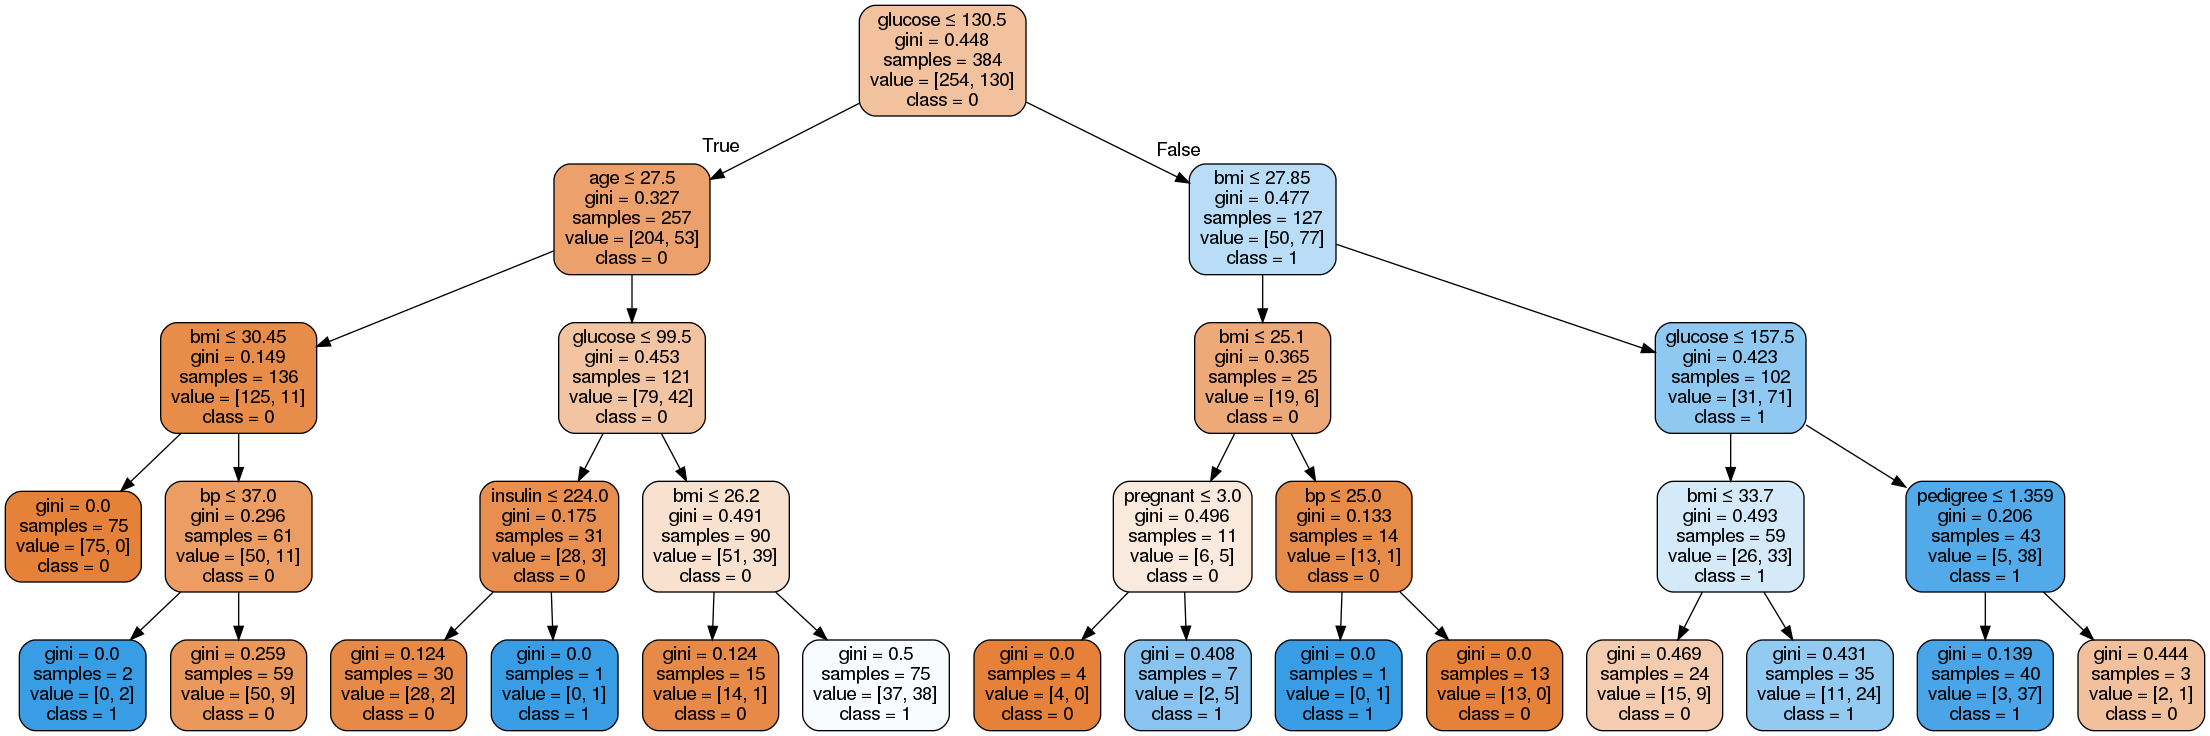 glucose ≤ 130.5
gini = 0.448
samples = 384
value = [254, 130]
class = 0
True
False
age ≤ 27.5
gini = 0.327
samples = 257
value = [204, 53]
class = 0
bmi ≤ 27.85
gini = 0.477
samples = 127
value = [50, 77]
class = 1
bmi ≤ 30.45
gini = 0.149
samples = 136
value = [125, 11]
class = 0
glucose ≤ 99.5
gini = 0.453
samples = 121
value = [79, 42]
class = 0
bmi ≤ 25.1
gini = 0.365
samples = 25
value = [19, 6]
class = 0
glucose ≤ 157.5
gini = 0.423
samples = 102
value = [31, 71]
class = 1
gini = 0.0
samples = 75
value = [75, 0]
class = 0
bp ≤ 37.0
gini = 0.296
samples = 61
value = [50, 11]
class = 0
insulin ≤ 224.0
gini = 0.175
samples = 31
value = [28, 3]
class = 0
bmi ≤ 26.2
gini = 0.491
samples = 90
value = [51, 39]
class = 0
pregnant ≤ 3.0
gini = 0.496
samples = 11
value = [6, 5]
class = 0
bp ≤ 25.0
gini = 0.133
samples = 14
value = [13, 1]
class = 0
bmi ≤ 33.7
gini = 0.493
samples = 59
value = [26, 33]
class = 1
pedigree ≤ 1.359
gini = 0.206
samples = 43
value = [5, 38]
class = 1
gini = 0.0
samples = 2
value = [0, 2]
class = 1
gini = 0.259
samples = 59
value = [50, 9]
class = 0
gini = 0.124
samples = 30
value = [28, 2]
class = 0
gini = 0.0
samples = 1
value = [0, 1]
class = 1
gini = 0.124
samples = 15
value = [14, 1]
class = 0
gini = 0.5
samples = 75
value = [37, 38]
class = 1
gini = 0.0
samples = 4
value = [4, 0]
class = 0
gini = 0.408
samples = 7
value = [2, 5]
class = 1
gini = 0.0
samples = 1
value = [0, 1]
class = 1
gini = 0.0
samples = 13
value = [13, 0]
class = 0
gini = 0.469
samples = 24
value = [15, 9]
class = 0
gini = 0.431
samples = 35
value = [11, 24]
class = 1
gini = 0.139
samples = 40
value = [3, 37]
class = 1
gini = 0.444
samples = 3
value = [2, 1]
class = 0